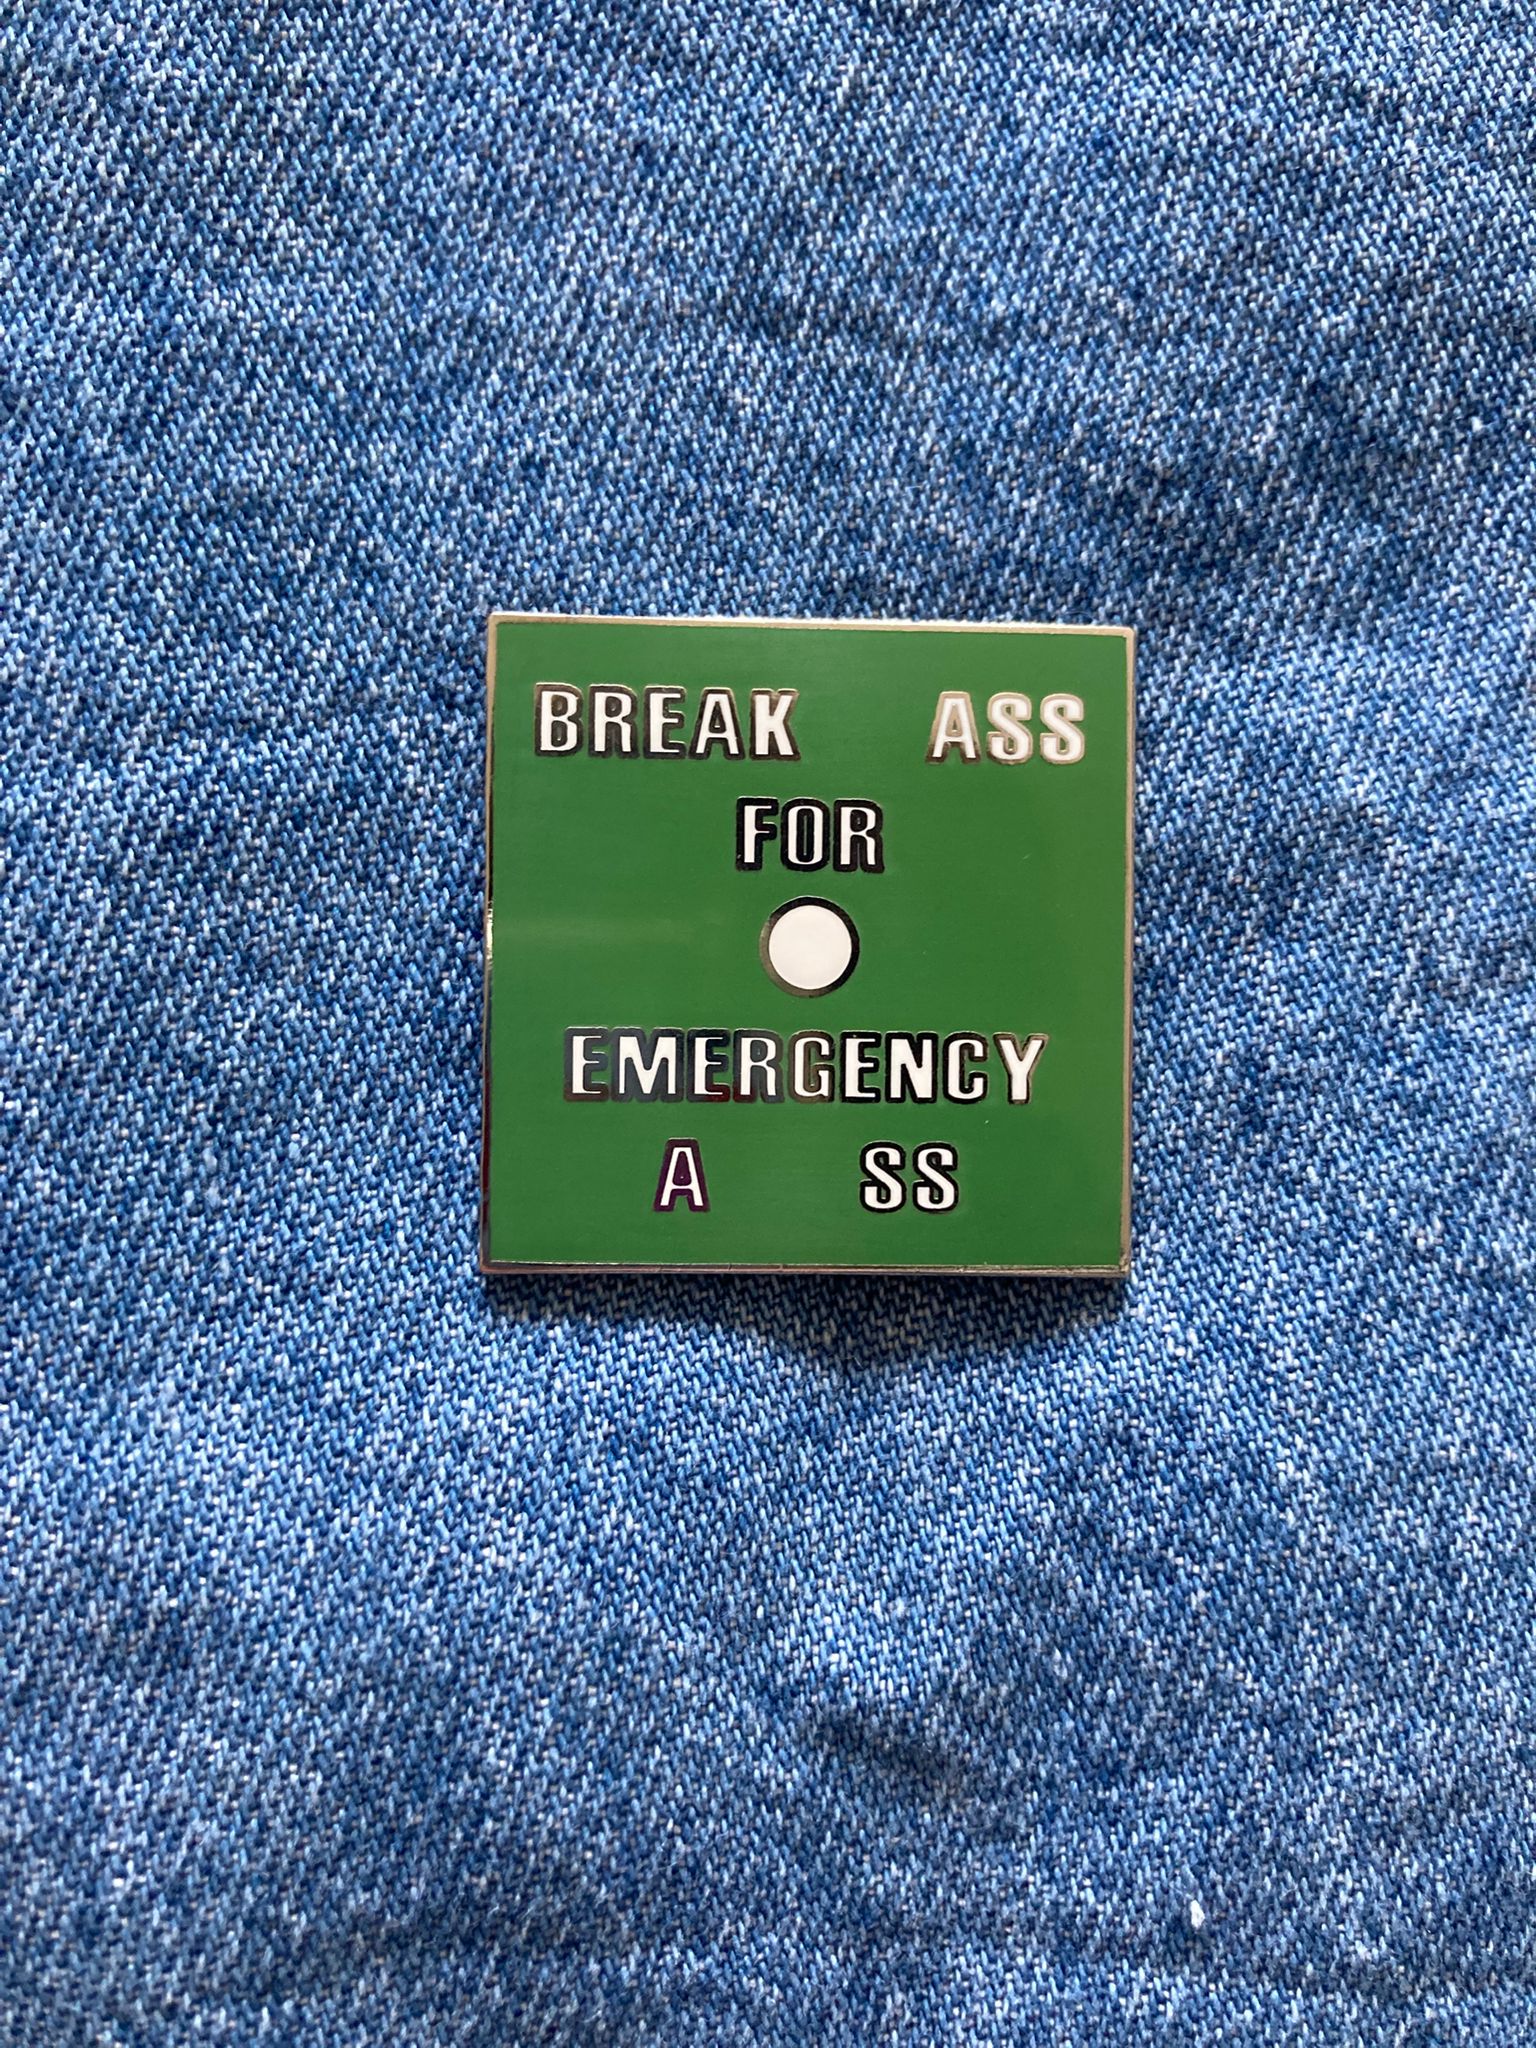 BREAK ASS
FOR
EMERGENCY
A SS